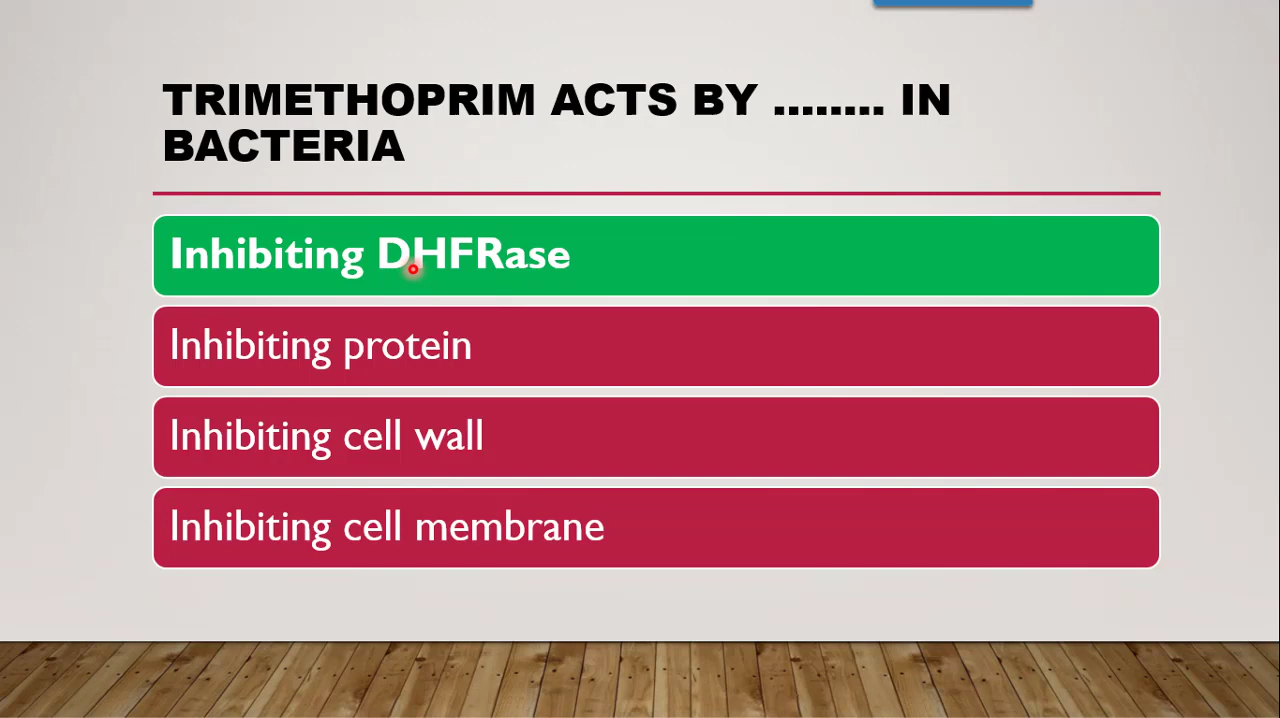 TRIMETHOPRIM ACTS BY ........ IN
BACTERIA
Inhibiting DHFRase
Inhibiting protein
Inhibiting cell wall
Inhibiting cell membrane